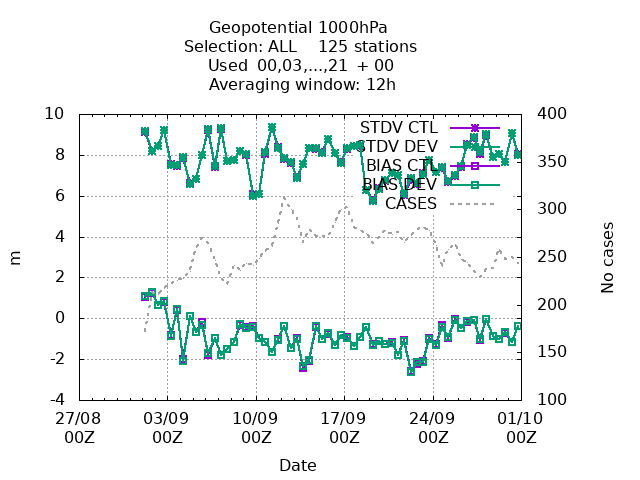 Geopotential 1000hPa
Selection: ALL 125 stations
Used 00,03,...,21 + 00
Averaging window: 12h
10
8
6
4
2
0
-2
-4
m
400
350
300
250
200
150
100
No cases
STDV CTL
STDV DEV
BIAS CTL
BIAS DEV
CASES
27/08 03/09 10/09 17/09 24/09 01/10
00Z 00Z 00Z 00Z 00Z 00Z
Date